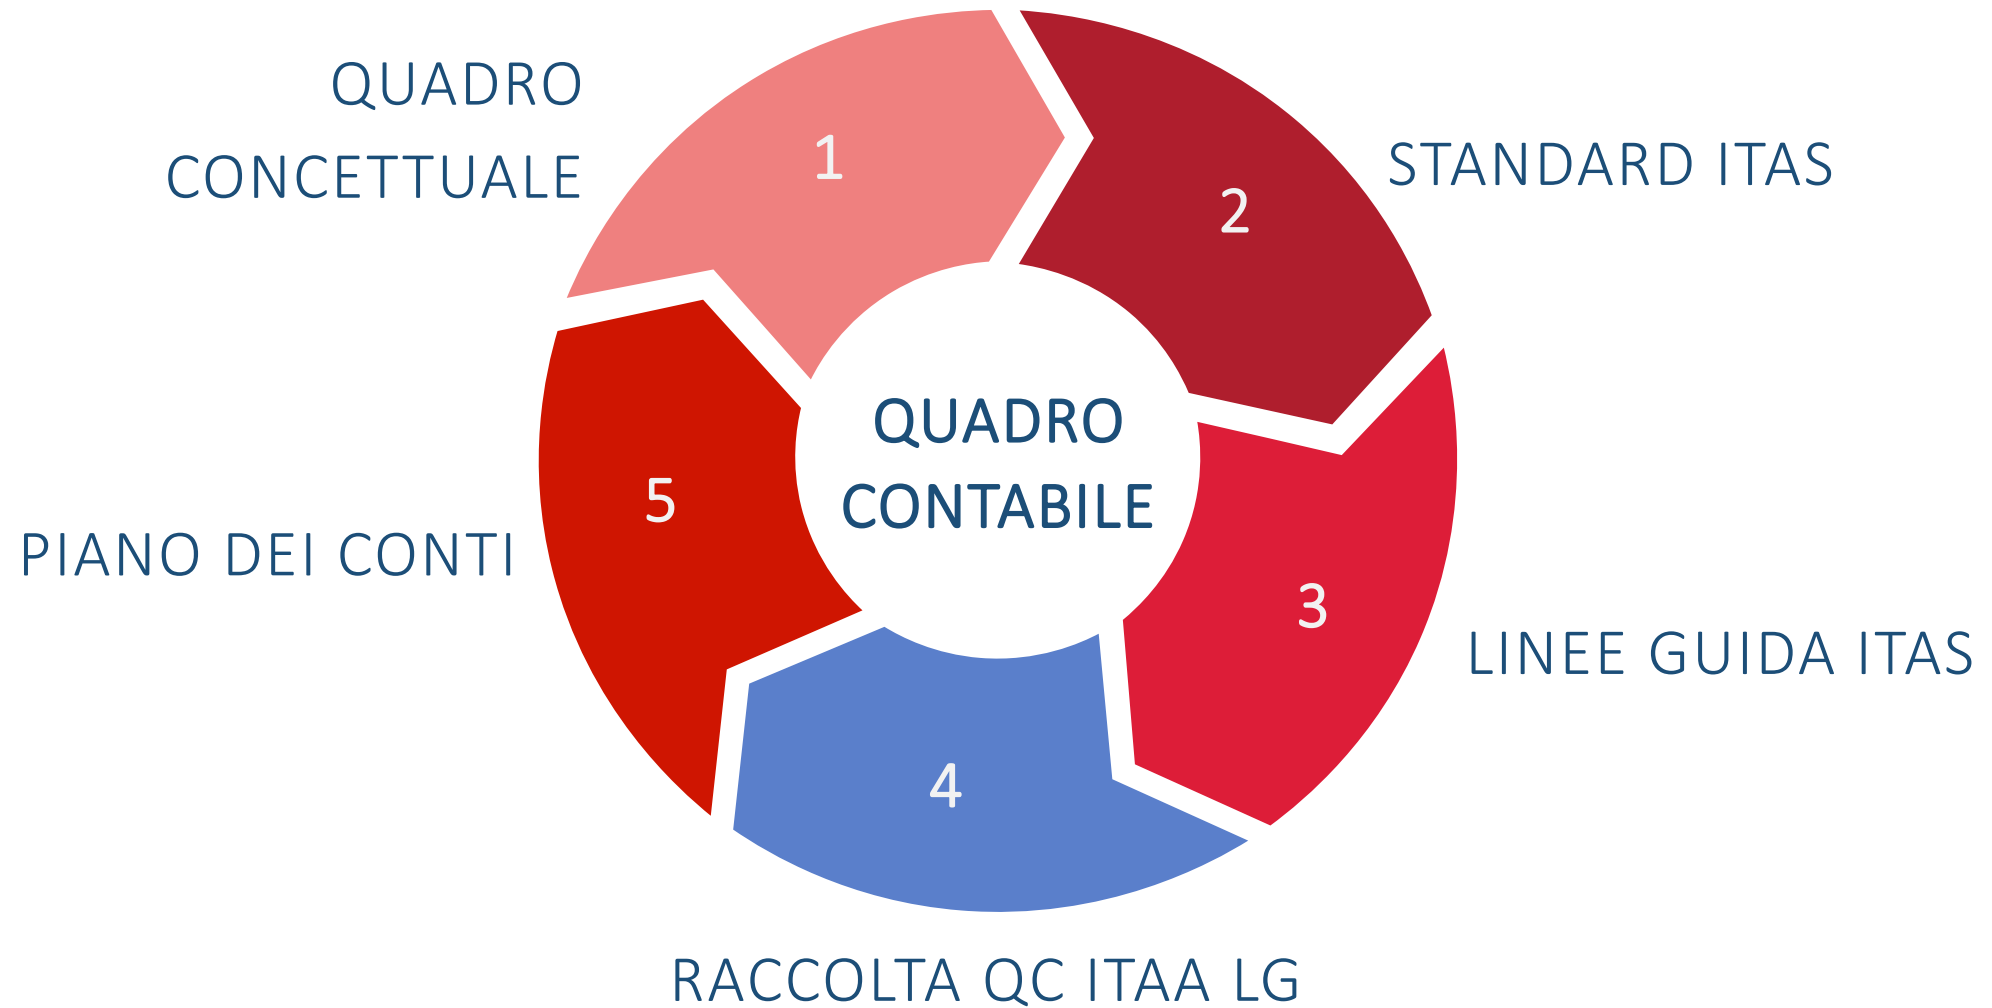 QUADRO
CONCETTUALE
1
2
STANDARD ITAS
QUADRO
CONTABILE
3
LINEE GUIDA ITAS
4
RACCOLTA QC ITAA LG
5
PIANO DEI CONTI